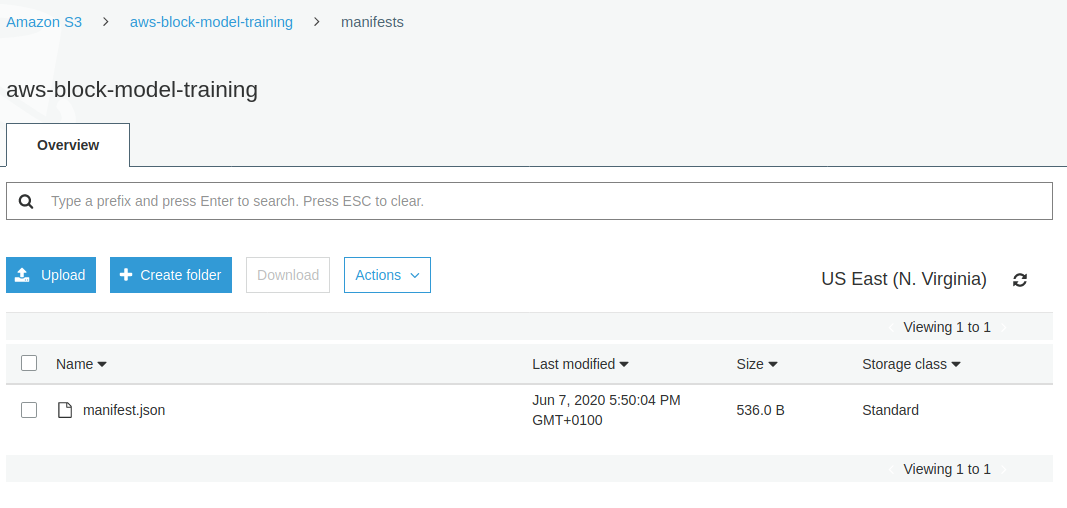 Amazon S3 > aws-block-model-training > manifests
aws-block-model-training
Overview
Type a prefix and press Enter to search. Press ESC to clear.
Upload Create folder Download Actions US East (N. Virginia)
Viewing 1 to 1
Name Last modified Size Storage class
manifest.json Jun 7, 2020 5:50:04 PM 536.0 B Standard
GMT+0100
Viewing 1 to 1